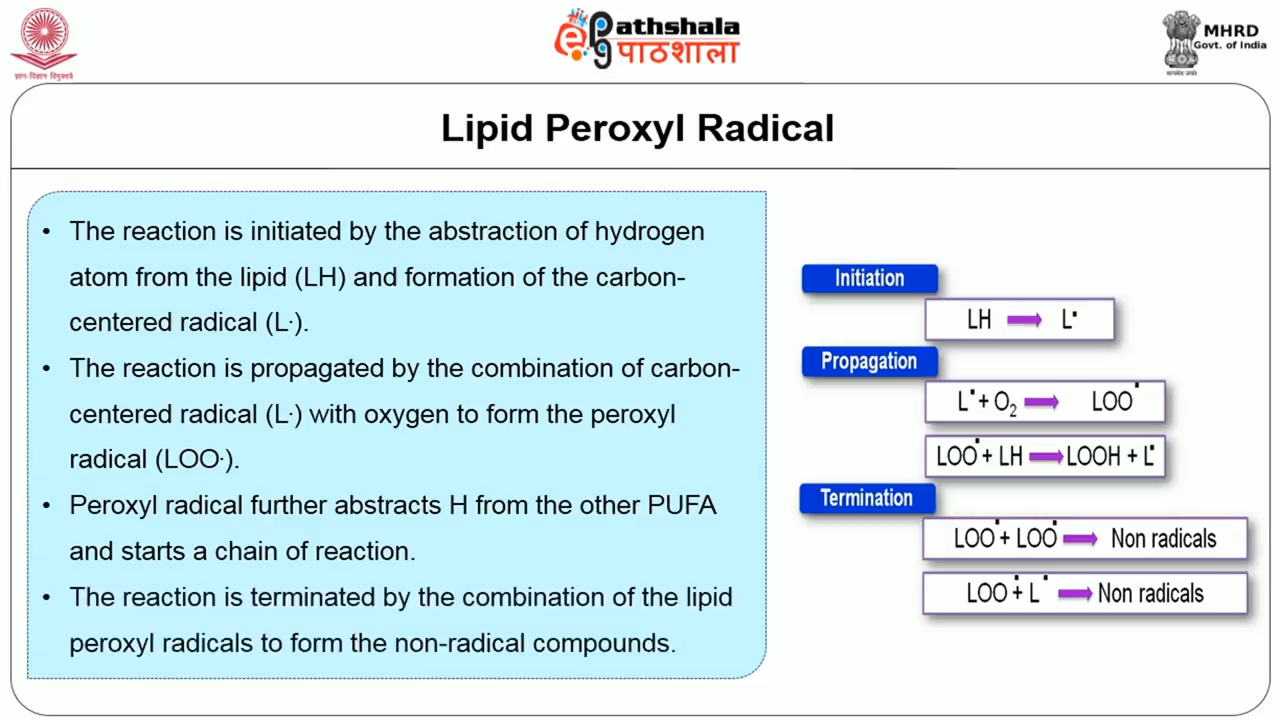 ज्ञान-विज्ञान विमुक्तये
ePathshala
पाठशाला
MHRD
Govt. of India
सत्यमेव जयते
Lipid Peroxyl Radical
• The reaction is initiated by the abstraction of hydrogen
atom from the lipid (LH) and formation of the carbon-
centered radical (L·).
• The reaction is propagated by the combination of carbon-
centered radical (L·) with oxygen to form the peroxyl
radical (LOO·).
• Peroxyl radical further abstracts H from the other PUFA
and starts a chain of reaction.
• The reaction is terminated by the combination of the lipid
peroxyl radicals to form the non-radical compounds.
Initiation
LH → L•
Propagation
L• + O₂ → LOO•
LOO• + LH → LOOH + L•
Termination
LOO• + LOO• → Non radicals
LOO• + L• → Non radicals